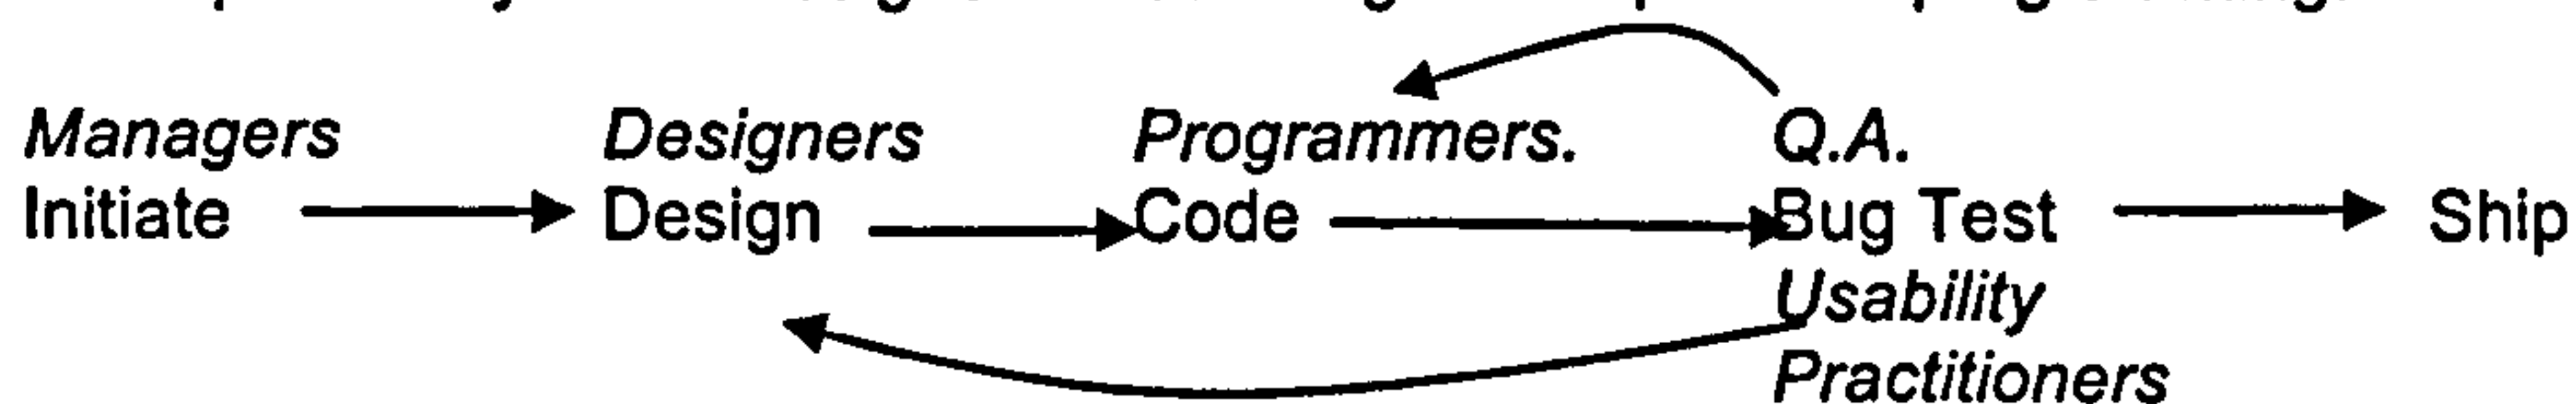 Managers Designers Programmers. Q.A.
Initiate Design Code Bug Test Ship
Usability
Practitioners